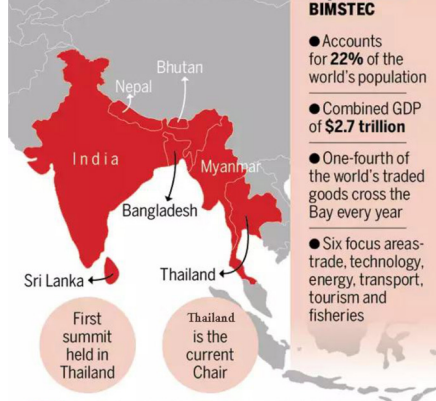 BIMSTEC
● Accounts
for 22% of the
world's population
● Combined GDP
of $2.7 trillion
● One-fourth of
the world's traded
goods cross the
Bay every year
● Six focus areas-
trade, technology,
energy, transport,
tourism and
fisheries
Bhutan
Nepal
India
Myanmar
Bangladesh
Sri Lanka
Thailand
First
summit
held in
Thailand
Thailand
is the
current
Chair